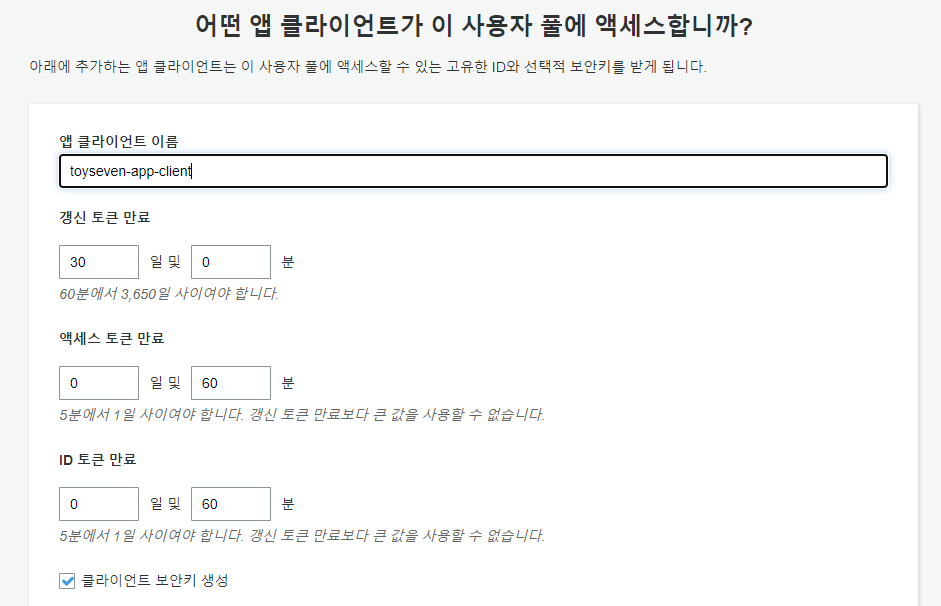 어떤 앱 클라이언트가 이 사용자 풀에 액세스합니까?
아래에 추가하는 앱 클라이언트는 이 사용자 풀에 액세스할 수 있는 고유한 ID와 선택적 보안키를 받게 됩니다.
앱 클라이언트 이름
toyseven-app-client
갱신 토큰 만료
30 일 및 0 분
60분에서 3,650일 사이여야 합니다.
액세스 토큰 만료
0 일 및 60 분
5분에서 1일 사이여야 합니다. 갱신 토큰 만료보다 큰 값을 사용할 수 없습니다.
ID 토큰 만료
0 일 및 60 분
5분에서 1일 사이여야 합니다. 갱신 토큰 만료보다 큰 값을 사용할 수 없습니다.
클라이언트 보안키 생성